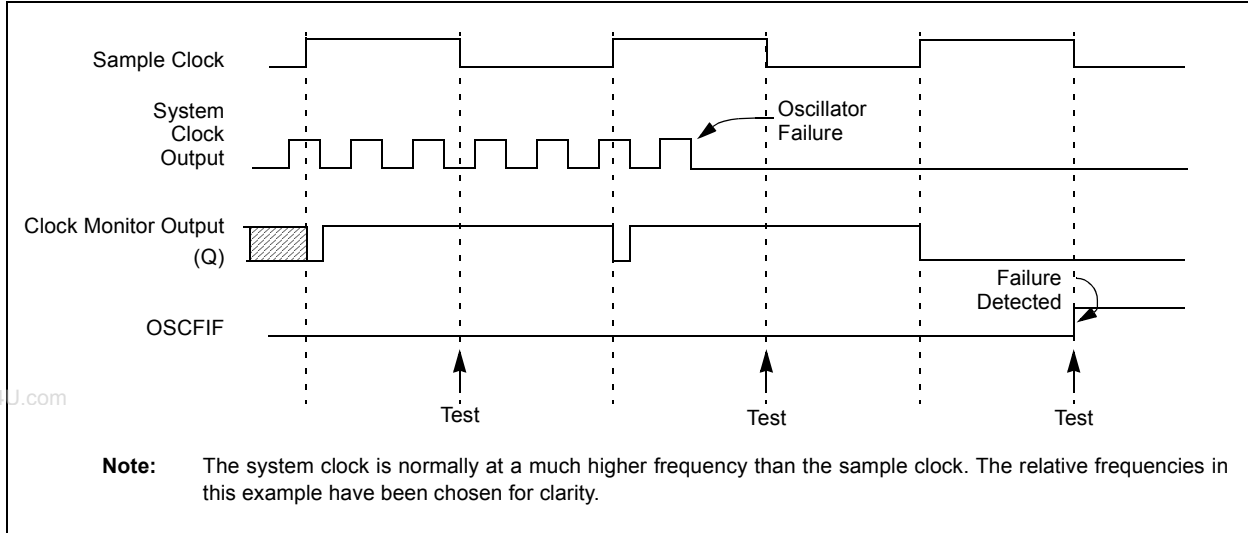 Sample Clock
System
Clock
Output
Oscillator
Failure
Clock Monitor Output
(Q)
Failure
Detected
OSCFIF
4U.com
Test
Test
Test
Note: The system clock is normally at a much higher frequency than the sample clock. The relative frequencies in
this example have been chosen for clarity.